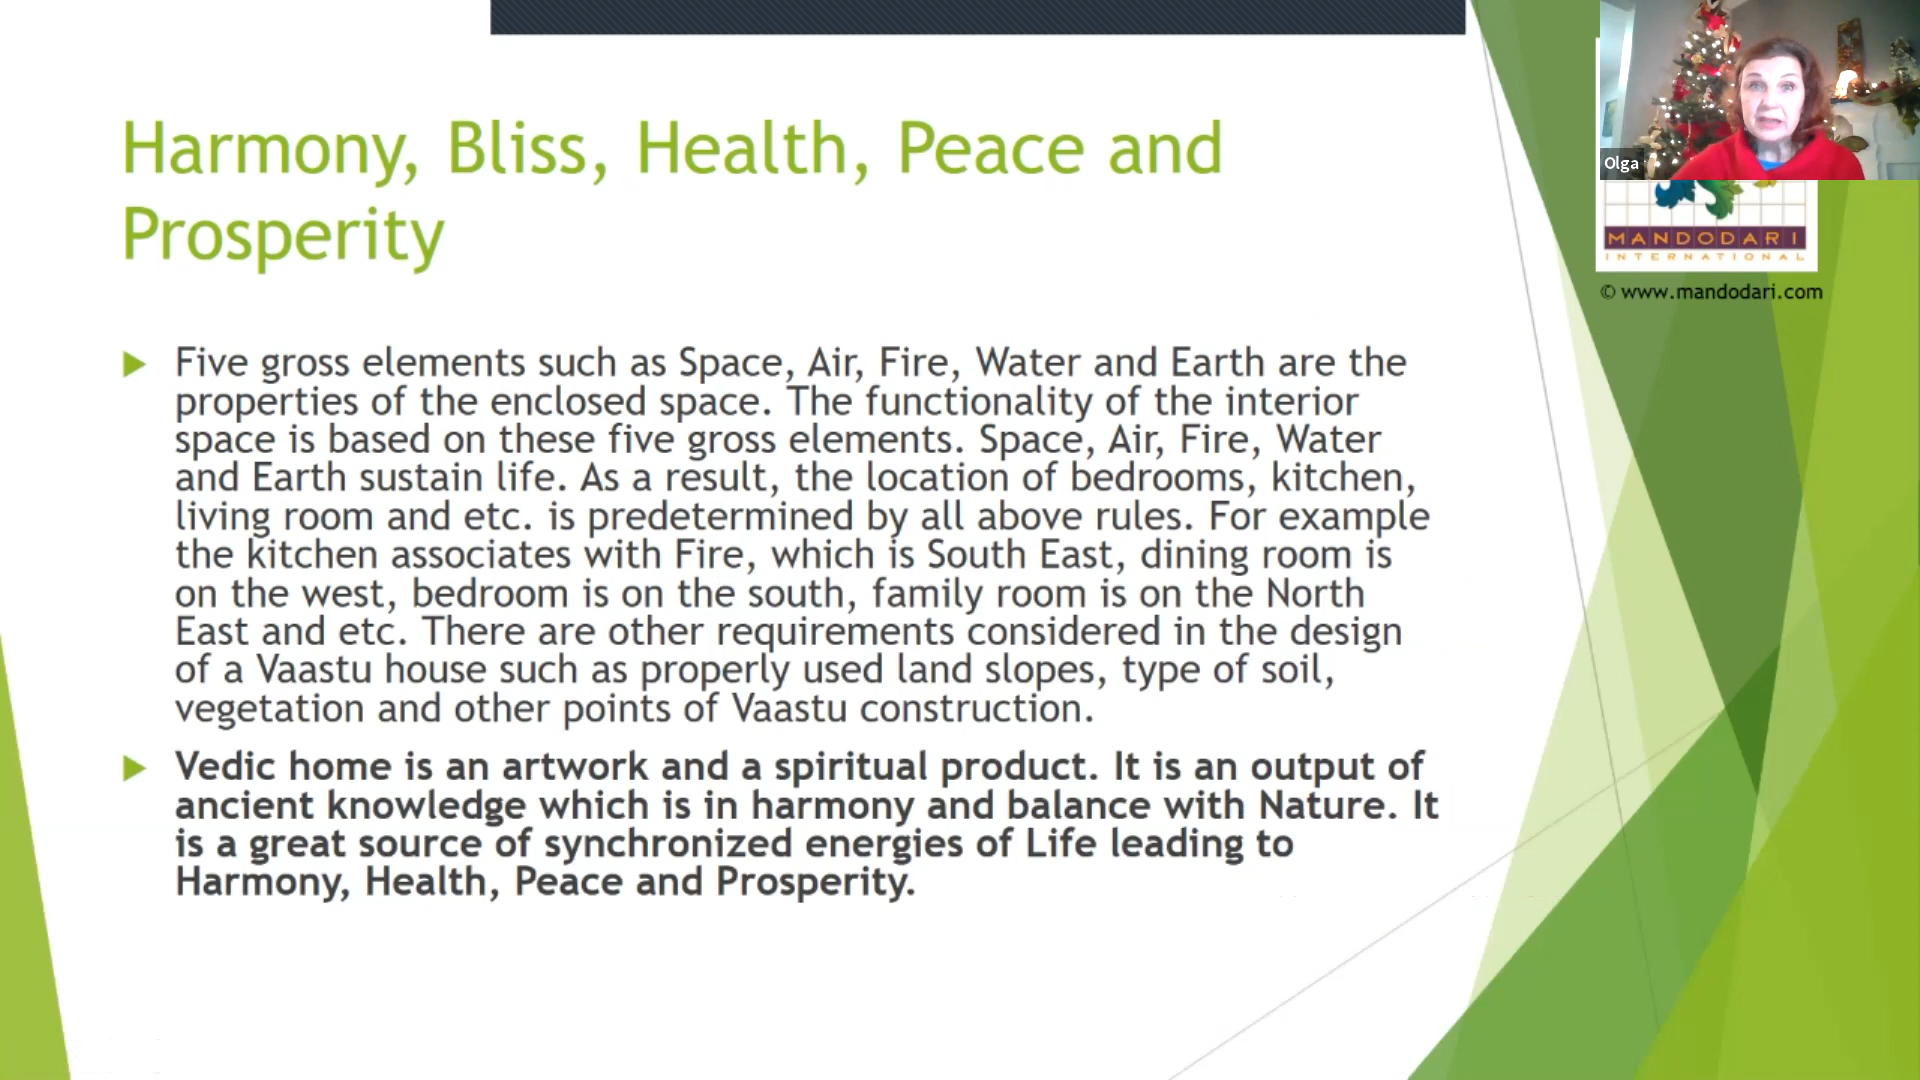 Harmony, Bliss, Health, Peace and
Prosperity
Five gross elements such as Space, Air, Fire, Water and Earth are the
properties of the enclosed space. The functionality of the interior
space is based on these five gross elements. Space, Air, Fire, Water
and Earth sustain life. As a result, the location of bedrooms, kitchen,
living room and etc. is predetermined by all above rules. For example
the kitchen associates with Fire, which is South East, dining room is
on the west, bedroom is on the south, family room is on the North
East and etc. There are other requirements considered in the design
of a Vaastu house such as properly used land slopes, type of soil,
vegetation and other points of Vaastu construction.
Vedic home is an artwork and a spiritual product. It is an output of
ancient knowledge which is in harmony and balance with Nature. It
is a great source of synchronized energies of Life leading to
Harmony, Health, Peace and Prosperity.
Olga
MANDODARI
INTERNATIONAL
© www.mandodari.com